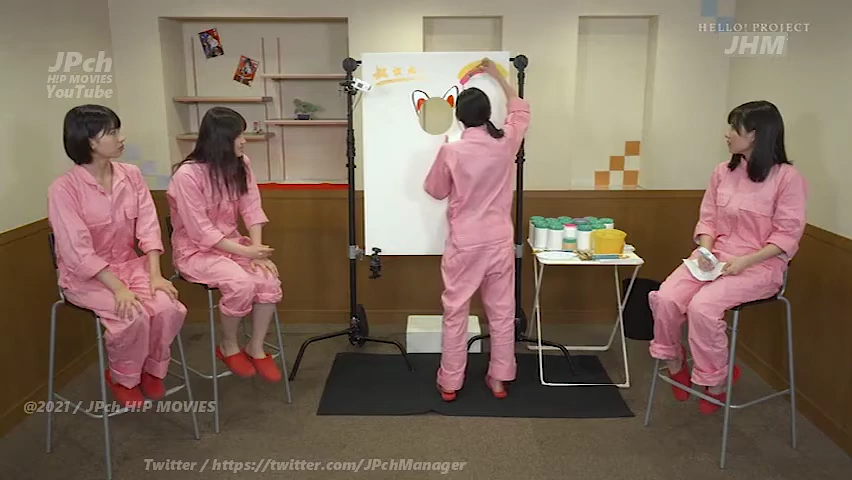 HELLO! PROJECT
JHM
JPch
H!P MOVIES
YouTube
@2021 / JPch H!P MOVIES
Twitter / https://twitter.com/JPchManager